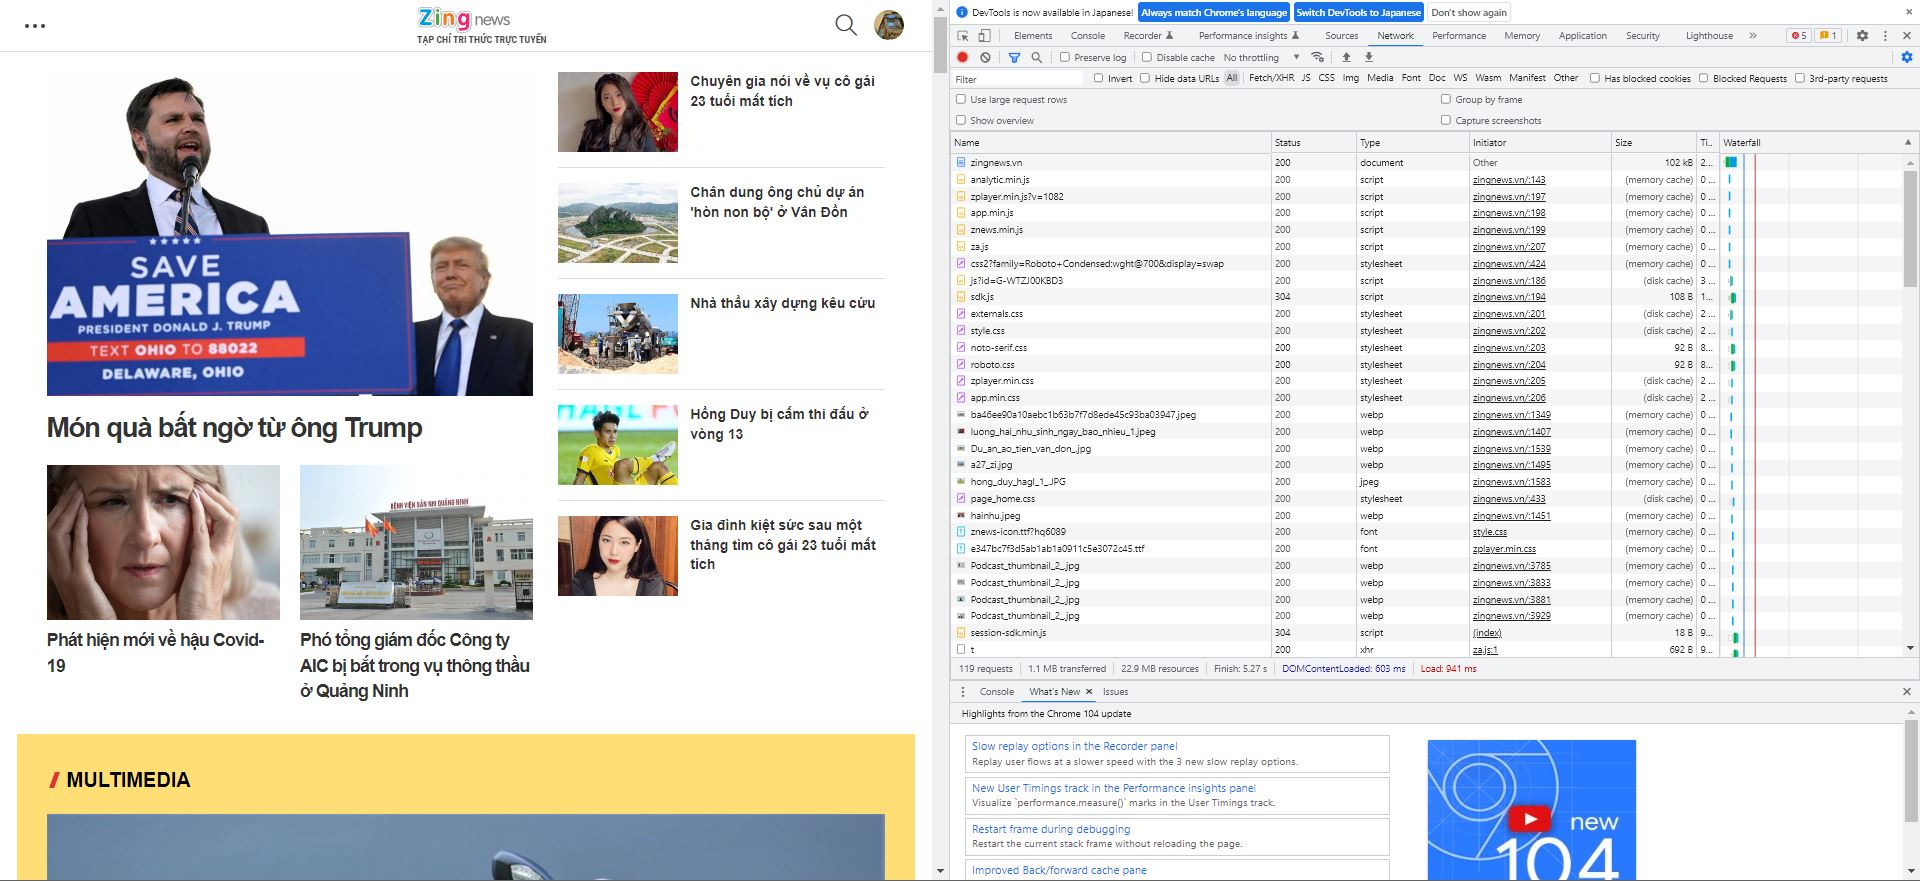 Zing news
TẠP CHÍ TRI THỨC TRỰC TUYẾN
SAVE
AMERICA
PRESIDENT DONALD J. TRUMP
TEXT OHIO TO 88022
DELAWARE, OHIO
Món quà bất ngờ từ ông Trump
BỆNH VIỆN SẢN NHI QUẢNG NINH
Phát hiện mới về hậu Covid-
19
Phó tổng giám đốc Công ty
AIC bị bắt trong vụ thông thầu
ở Quảng Ninh
Chuyên gia nói về vụ cô gái
23 tuổi mất tích
Chân dung ông chủ dự án
'hòn non bộ' ở Vân Đồn
Nhà thầu xây dựng kêu cứu
Hồng Duy bị cấm thi đấu ở
vòng 13
Gia đình kiệt sức sau một
tháng tìm cô gái 23 tuổi mất
tích
MULTIMEDIA
DevTools is now available in Japanese! Always match Chrome's language Switch DevTools to Japanese Don't show again
Elements Console Recorder Performance insights Sources Network Performance Memory Application Security Lighthouse » 5 1
Preserve log Disable cache No throttling
Filter Invert Hide data URLs All Fetch/XHR JS CSS Img Media Font Doc WS Wasm Manifest Other Has blocked cookies Blocked Requests 3rd-party requests
Use large request rows Group by frame
Show overview Capture screenshots
Name Status Type Initiator Size Ti... Waterfall
zingnews.vn 200 document Other 102 kB 2...
analytic.min.js 200 script zingnews.vn/:143 (memory cache) 0 ...
zplayer.min.js?v=1082 200 script zingnews.vn/:197 (memory cache) 0 ...
app.min.js 200 script zingnews.vn/:198 (memory cache) 0 ...
znews.min.js 200 script zingnews.vn/:199 (memory cache) 0 ...
za.js 200 script zingnews.vn/:207 (memory cache) 0 ...
css2?family=Roboto+Condensed:wght@700&display=swap 200 stylesheet zingnews.vn/:424 (memory cache) 0 ...
js?id=G-WTZJ00KBD3 200 script zingnews.vn/:186 (disk cache) 3 ...
sdk.js 304 script zingnews.vn/:194 108 B 1...
externals.css 200 stylesheet zingnews.vn/:201 (disk cache) 2 ...
style.css 200 stylesheet zingnews.vn/:202 (disk cache) 2 ...
noto-serif.css 200 stylesheet zingnews.vn/:203 92 B 8...
roboto.css 200 stylesheet zingnews.vn/:204 92 B 8...
zplayer.min.css 200 stylesheet zingnews.vn/:205 (disk cache) 2 ...
app.min.css 200 stylesheet zingnews.vn/:206 (disk cache) 2 ...
ba46ee90a10aebc1b63b7f7d8ede45c93ba03947.jpeg 200 webp zingnews.vn/:1349 (memory cache) 0 ...
luong_hai_nhu_sinh_ngay_bao_nhieu_1.jpeg 200 webp zingnews.vn/:1407 (memory cache) 0 ...
Du_an_ao_tien_van_don_.jpg 200 webp zingnews.vn/:1539 (memory cache) 0 ...
a27_zi.jpg 200 webp zingnews.vn/:1495 (memory cache) 0 ...
hong_duy_hagl_1_.JPG 200 jpeg zingnews.vn/:1583 (memory cache) 0 ...
page_home.css 200 stylesheet zingnews.vn/:433 (disk cache) 0 ...
hainhu.jpeg 200 webp zingnews.vn/:1451 (memory cache) 0 ...
znews-icon.ttf?hq6089 200 font style.css (memory cache) 0 ...
e347bc7f3d5ab1ab1a0911c5e3072c45.ttf 200 font zplayer.min.css (memory cache) 0 ...
Podcast_thumbnail_2_.jpg 200 webp zingnews.vn/:3785 (memory cache) 0 ...
Podcast_thumbnail_2_.jpg 200 webp zingnews.vn/:3833 (memory cache) 0 ...
Podcast_thumbnail_2_.jpg 200 webp zingnews.vn/:3881 (memory cache) 0 ...
Podcast_thumbnail_2_.jpg 200 webp zingnews.vn/:3929 (memory cache) 0 ...
session-sdk.min.js 304 script (index) 18 B 9...
t 200 xhr za.js:1 692 B 9...
119 requests 1.1 MB transferred 22.9 MB resources Finish: 5.27 s DOMContentLoaded: 603 ms Load: 941 ms
Console What's New Issues
Highlights from the Chrome 104 update
Slow replay options in the Recorder panel
Replay user flows at a slower speed with the 3 new slow replay options.
New User Timings track in the Performance insights panel
Visualize `performance.measure()` marks in the User Timings track.
Restart frame during debugging
Restart the current stack frame without reloading the page.
Improved Back/forward cache pane
new
104